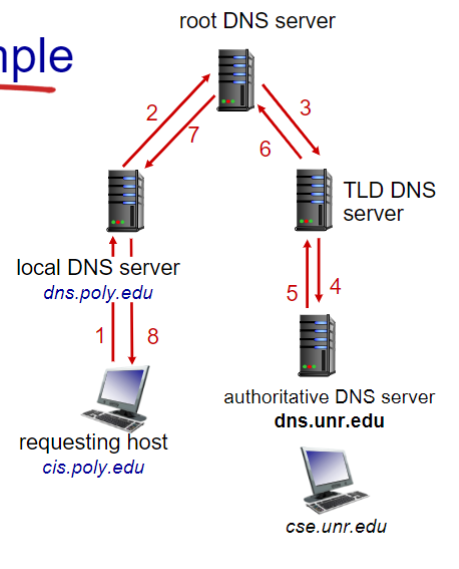 root DNS server
mple
2
7
3
6
TLD DNS
server
local DNS server
dns.poly.edu
5
4
1
8
authoritative DNS server
dns.unr.edu
requesting host
cis.poly.edu
cse.unr.edu